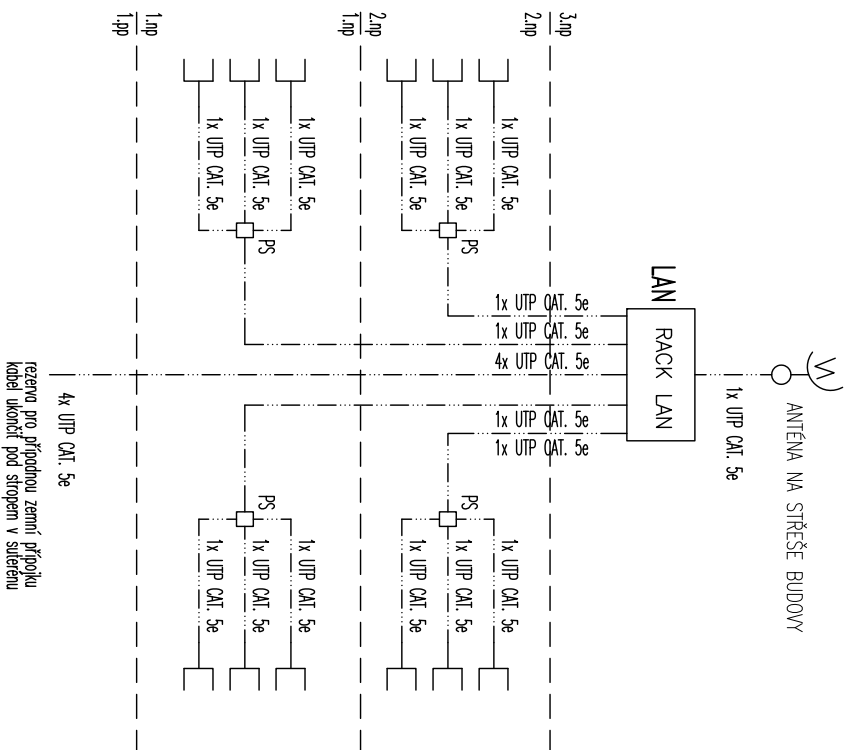 3.np
2.np
2.np
1.np
1.np
1.pp
ANTÉNA NA STŘEŠE BUDOVY
1x UTP CAT. 5e
LAN
RACK LAN
1x UTP CAT. 5e
1x UTP CAT. 5e
4x UTP CAT. 5e
1x UTP CAT. 5e
1x UTP CAT. 5e
1x UTP CAT. 5e
1x UTP CAT. 5e
1x UTP CAT. 5e
PS
1x UTP CAT. 5e
1x UTP CAT. 5e
1x UTP CAT. 5e
PS
1x UTP CAT. 5e
1x UTP CAT. 5e
1x UTP CAT. 5e
PS
1x UTP CAT. 5e
1x UTP CAT. 5e
1x UTP CAT. 5e
PS
4x UTP CAT. 5e
rezerva pro případnou zemní přípojku
kabel ukončit pod stropem v suterénu